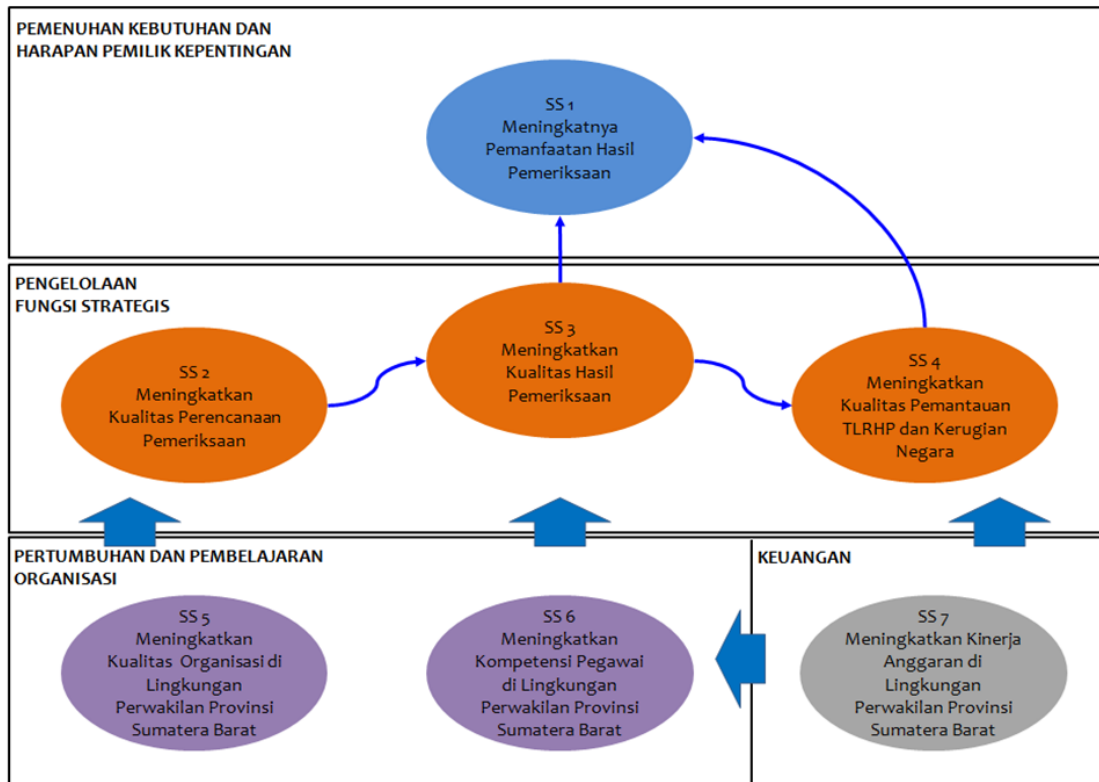 PEMENUHAN KEBUTUHAN DAN
HARAPAN PEMILIK KEPENTINGAN
SS 1
Meningkatnya
Pemanfaatan Hasil
Pemeriksaan
PENGELOLAAN
FUNGSI STRATEGIS
SS 2
Meningkatkan
Kualitas Perencanaan
Pemeriksaan
SS 3
Meningkatkan
Kualitas Hasil
Pemeriksaan
SS 4
Meningkatkan
Kualitas Pemantauan
TLRHP dan Kerugian
Negara
PERTUMBUHAN DAN PEMBELAJARAN
ORGANISASI
SS 5
Meningkatkan
Kualitas Organisasi di
Lingkungan
Perwakilan Provinsi
Sumatera Barat
SS 6
Meningkatkan
Kompetensi Pegawai
di Lingkungan
Perwakilan Provinsi
Sumatera Barat
KEUANGAN
SS 7
Meningkatkan Kinerja
Anggaran di
Lingkungan
Perwakilan Provinsi
Sumatera Barat